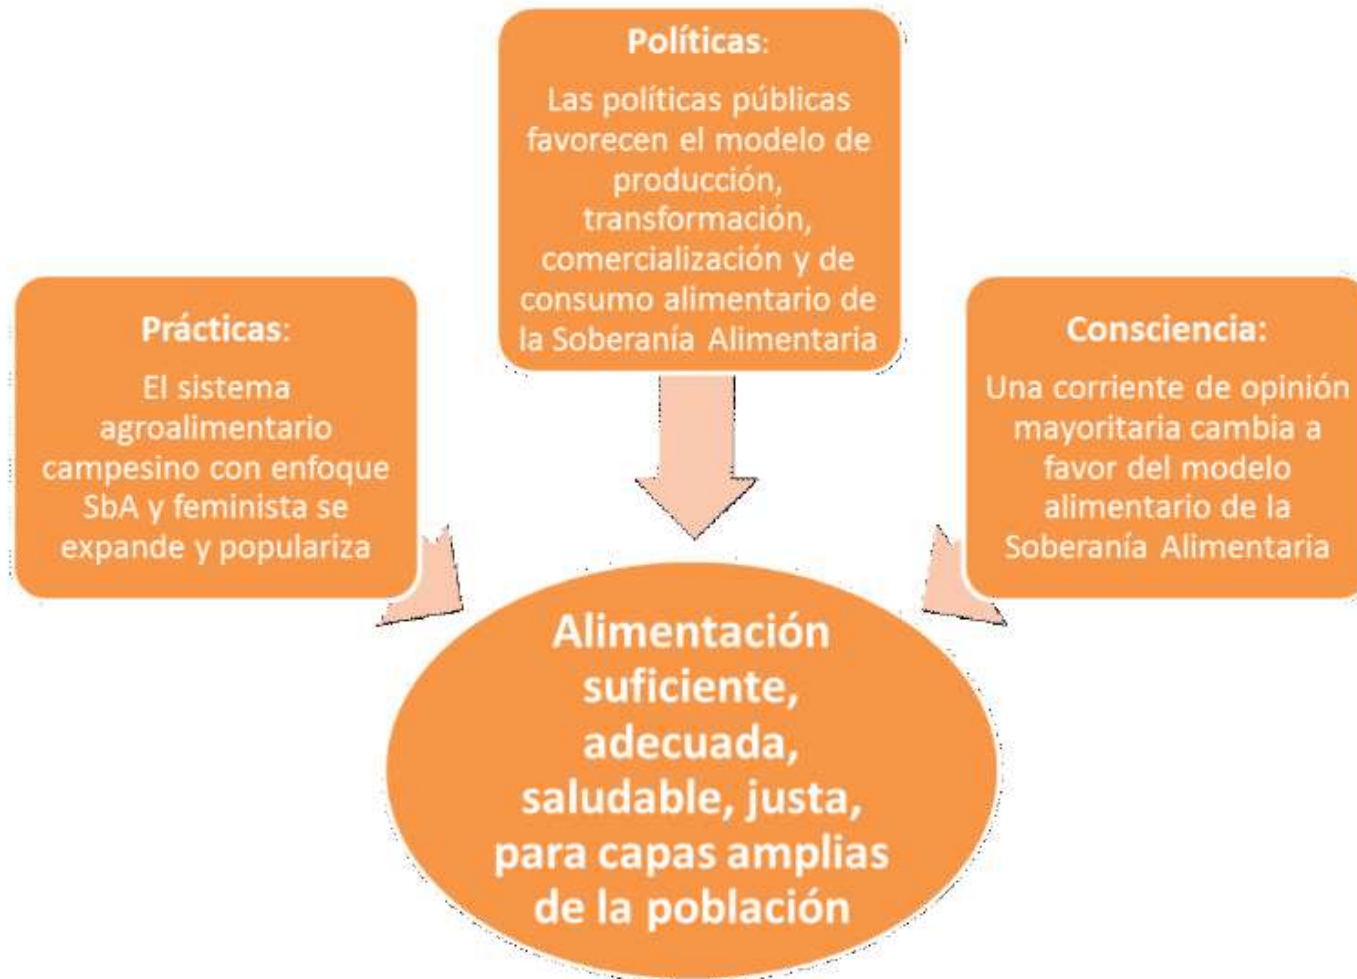 Políticas:
Las políticas públicas
favorecen el modelo de
producción,
transformación,
comercialización y de
consumo alimentario de
la Soberanía Alimentaria
Prácticas:
El sistema
agroalimentario
campesino con enfoque
SbA y feminista se
expande y populariza
Consciencia:
Una corriente de opinión
mayoritaria cambia a
favor del modelo
alimentario de la
Soberanía Alimentaria
Alimentación
suficiente,
adecuada,
saludable, justa,
para capas amplias
de la población